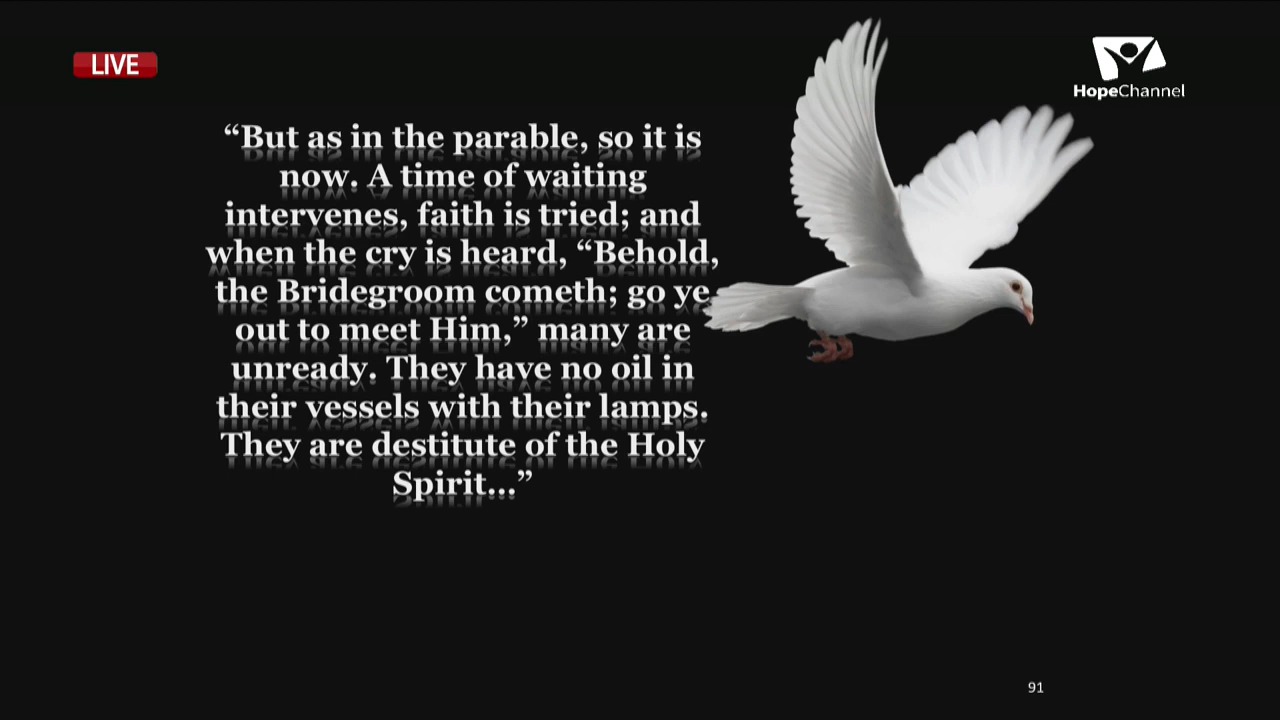 LIVE
HopeChannel
“But as in the parable, so it is
now. A time of waiting
intervenes, faith is tried; and
when the cry is heard, “Behold,
the Bridegroom cometh; go ye
out to meet Him,” many are
unready. They have no oil in
their vessels with their lamps.
They are destitute of the Holy
Spirit...”
91